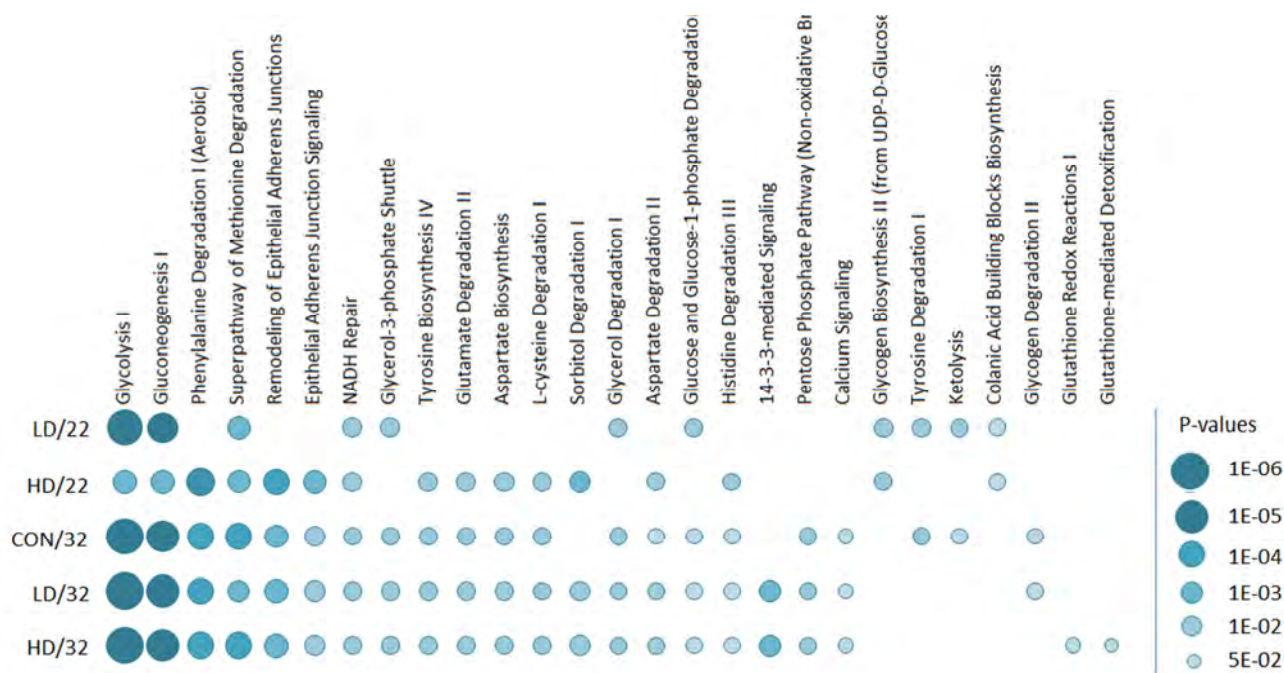 Glycolysis I
Gluconeogenesis I
Phenylalanine Degradation I (Aerobic)
Superpathway of Methionine Degradation
Remodeling of Epithelial Adherens Junctions
Epithelial Adherens Junction Signaling
NADH Repair
Glycerol-3-phosphate Shuttle
Tyrosine Biosynthesis IV
Glutamate Degradation II
Aspartate Biosynthesis
L-cysteine Degradation I
Sorbitol Degradation I
Glycerol Degradation I
Aspartate Degradation II
Glucose and Glucose-1-phosphate Degradation
Histidine Degradation III
14-3-3-mediated Signaling
Pentose Phosphate Pathway (Non-oxidative Br
Calcium Signaling
Glycogen Biosynthesis II (from UDP-D-Glucose
Tyrosine Degradation I
Ketolysis
Colanic Acid Building Blocks Biosynthesis
Glycogen Degradation II
Glutathione Redox Reactions I
Glutathione-mediated Detoxification
LD/22
HD/22
CON/32
LD/32
HD/32
P-values
1E-06
1E-05
1E-04
1E-03
1E-02
5E-02